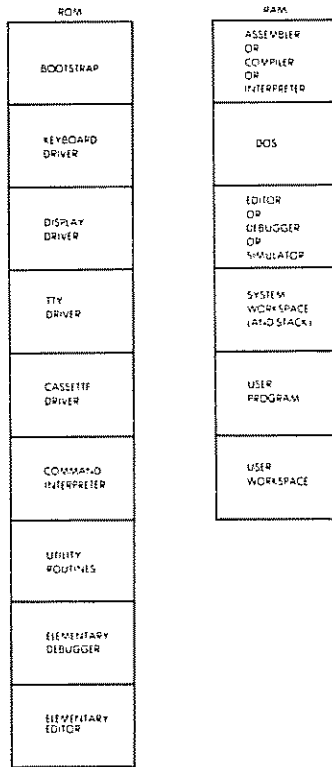 ROM
BOOTSTRAP
KEYBOARD
DRIVER
DISPLAY
DRIVER
TTY
DRIVER
CASSETTE
DRIVER
COMMAND
INTERPRETER
UTILITY
ROUTINES
ELEMENTARY
DEBUGGER
ELEMENTARY
EDITOR
RAM
ASSEMBLER
OR
COMPILER
OR
INTERPRETER
DOS
EDITOR
OR
DEBUGGER
OR
SIMULATOR
SYSTEM
WORKSPACE
(AND STACK)
USER
PROGRAM
USER
WORKSPACE